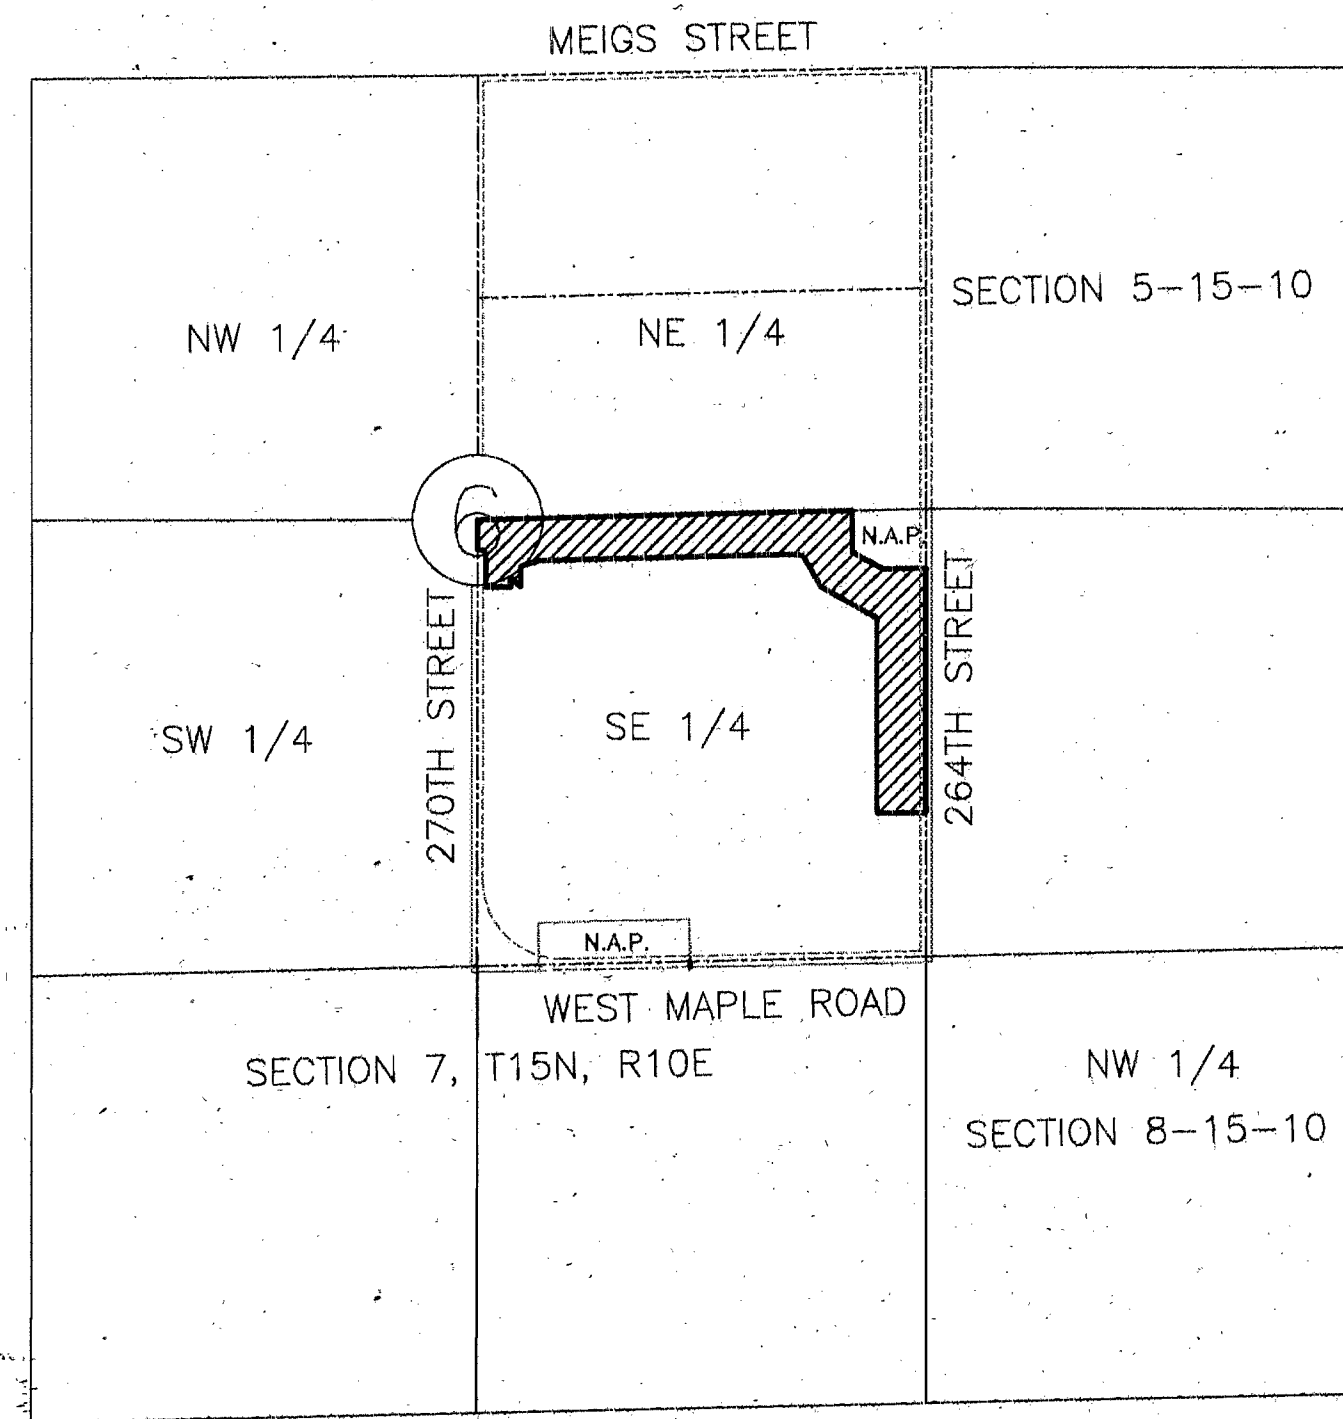 MEIGS STREET
SECTION 5-15-10
NW 1/4
NE 1/4
6
N.A.P.
270TH STREET
264TH STREET
SW 1/4
SE 1/4
N.A.P.
WEST MAPLE ROAD
SECTION 7, T15N, R10E
NW 1/4
SECTION 8-15-10